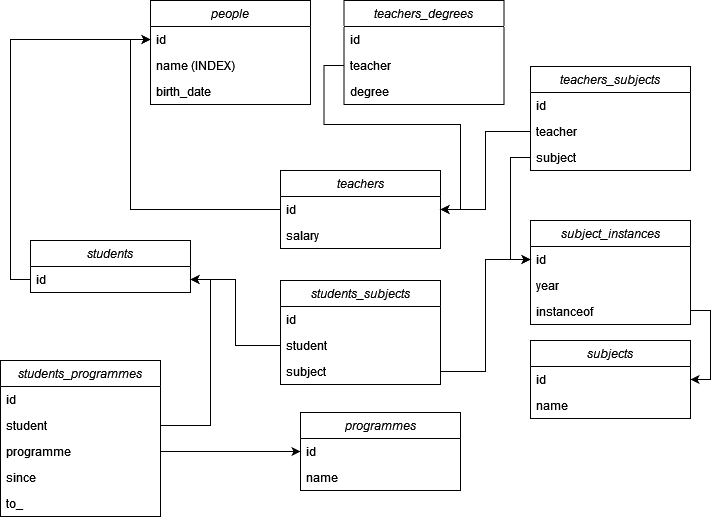 people
id
name (INDEX)
birth_date
teachers_degrees
id
teacher
degree
teachers_subjects
id
teacher
subject
teachers
id
salary
subject_instances
id
year
instanceof
students
id
students_subjects
id
student
subject
subjects
id
name
students_programmes
id
student
programme
since
to_
programmes
id
name